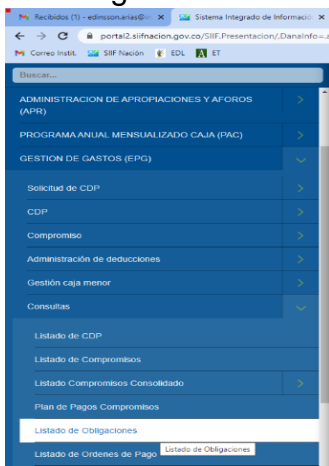 Recibidos (1) - edinsson.arias@in
Sistema Integrado de Informació
portal2.siifnacion.gov.co/SIIF.Presentacion/,DanaInfo=.a
Correo Instit.
SIIF Nación
EDL
ET
Buscar...
ADMINISTRACION DE APROPIACIONES Y AFOROS
(APR)
PROGRAMA ANUAL MENSUALIZADO CAJA (PAC)
GESTION DE GASTOS (EPG)
Solicitud de CDP
CDP
Compromiso
Administración de deducciones
Gestión caja menor
Consultas
Listado de CDP
Listado de Compromisos
Listado Compromisos Consolidado
Plan de Pagos Compromisos
Listado de Obligaciones
Listado de Ordenes de Pago
Listado de Obligaciones